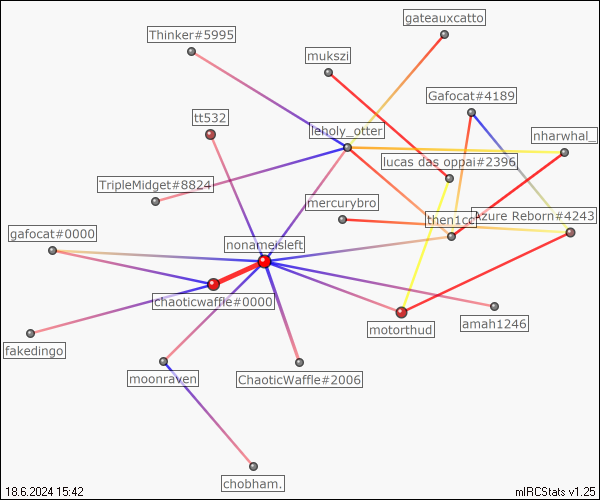 gateauxcatto
Thinker#5995
mukszi
Gafocat#4189
tt532
leholy_otter
nharwhal_
lucas das oppai#2396
TripleMidget#8824
mercurybro
then1cc
Azure Reborn#4243
gafocat#0000
nonameisleft
chaoticwaffle#0000
motorthud
amah1246
fakedingo
moonraven
ChaoticWaffle#2006
chobham.
18.6.2024 15:42
mIRCStats v1.25